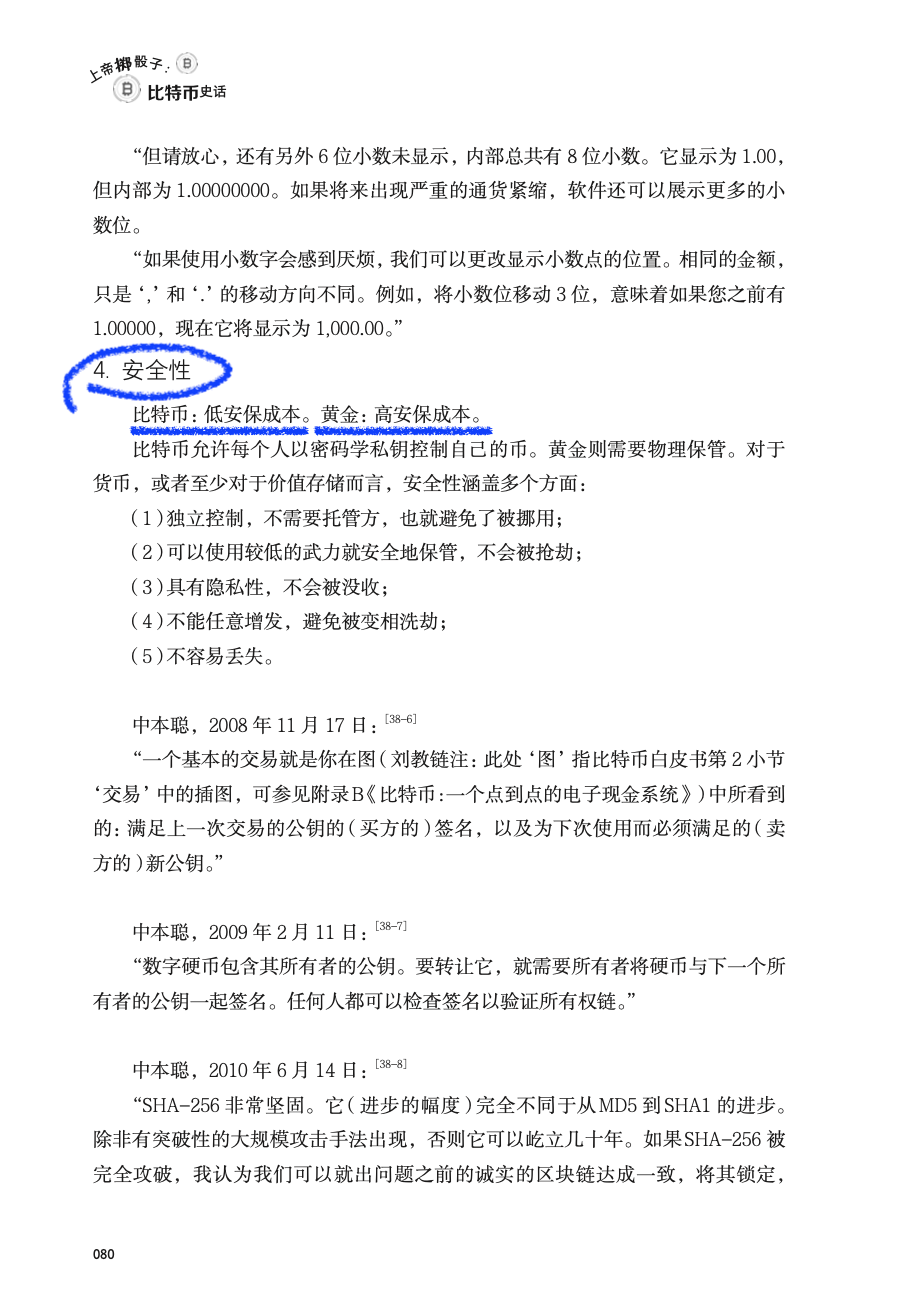 上帝掷骰子：
比特币史话
“但请放心，还有另外 6 位小数未显示，内部总共有 8 位小数。它显示为 1.00，
但内部为 1.00000000。如果将来出现严重的通货紧缩，软件还可以展示更多的小
数位。
“如果使用小数字会感到厌烦，我们可以更改显示小数点的位置。相同的金额，
只是 ‘,’ 和 ‘.’ 的移动方向不同。例如，将小数位移动 3 位，意味着如果您之前有
1.00000，现在它将显示为 1,000.00。”
4. 安全性
比特币：低安保成本。黄金：高安保成本。
比特币允许每个人以密码学私钥控制自己的币。黄金则需要物理保管。对于
货币，或者至少对于价值存储而言，安全性涵盖多个方面：
（1）独立控制，不需要托管方，也就避免了被挪用；
（2）可以使用较低的武力就安全地保管，不会被抢劫；
（3）具有隐私性，不会被没收；
（4）不能任意增发，避免被变相洗劫；
（5）不容易丢失。
中本聪，2008 年 11 月 17 日：[38-6]
“一个基本的交易就是你在图（刘教链注：此处 ‘图’ 指比特币白皮书第 2 小节
‘交易’ 中的插图，可参见附录B《比特币:一个点到点的电子现金系统》）中所看到
的：满足上一次交易的公钥的（买方的）签名，以及为下次使用而必须满足的（卖
方的）新公钥。”
中本聪，2009 年 2 月 11 日：[38-7]
“数字硬币包含其所有者的公钥。要转让它，就需要所有者将硬币与下一个所
有者的公钥一起签名。任何人都可以检查签名以验证所有权链。”
中本聪，2010 年 6 月 14 日：[38-8]
“SHA-256 非常坚固。它（进步的幅度）完全不同于从MD5 到SHA1 的进步。
除非有突破性的大规模攻击手法出现，否则它可以屹立几十年。如果SHA-256 被
完全攻破，我认为我们可以就出问题之前的诚实的区块链达成一致，将其锁定，
080